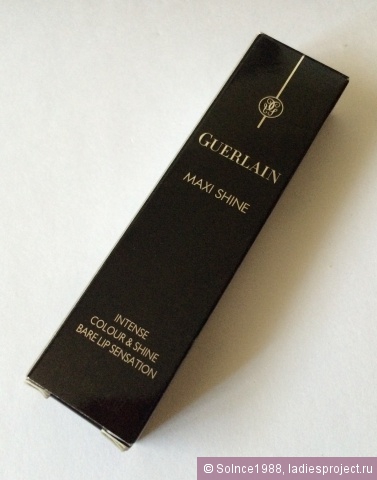 GUERLAIN
MAXI SHINE
INTENSE
COLOUR & SHINE
BARE LIP SENSATION
© Solnce1988, ladiesproject.ru